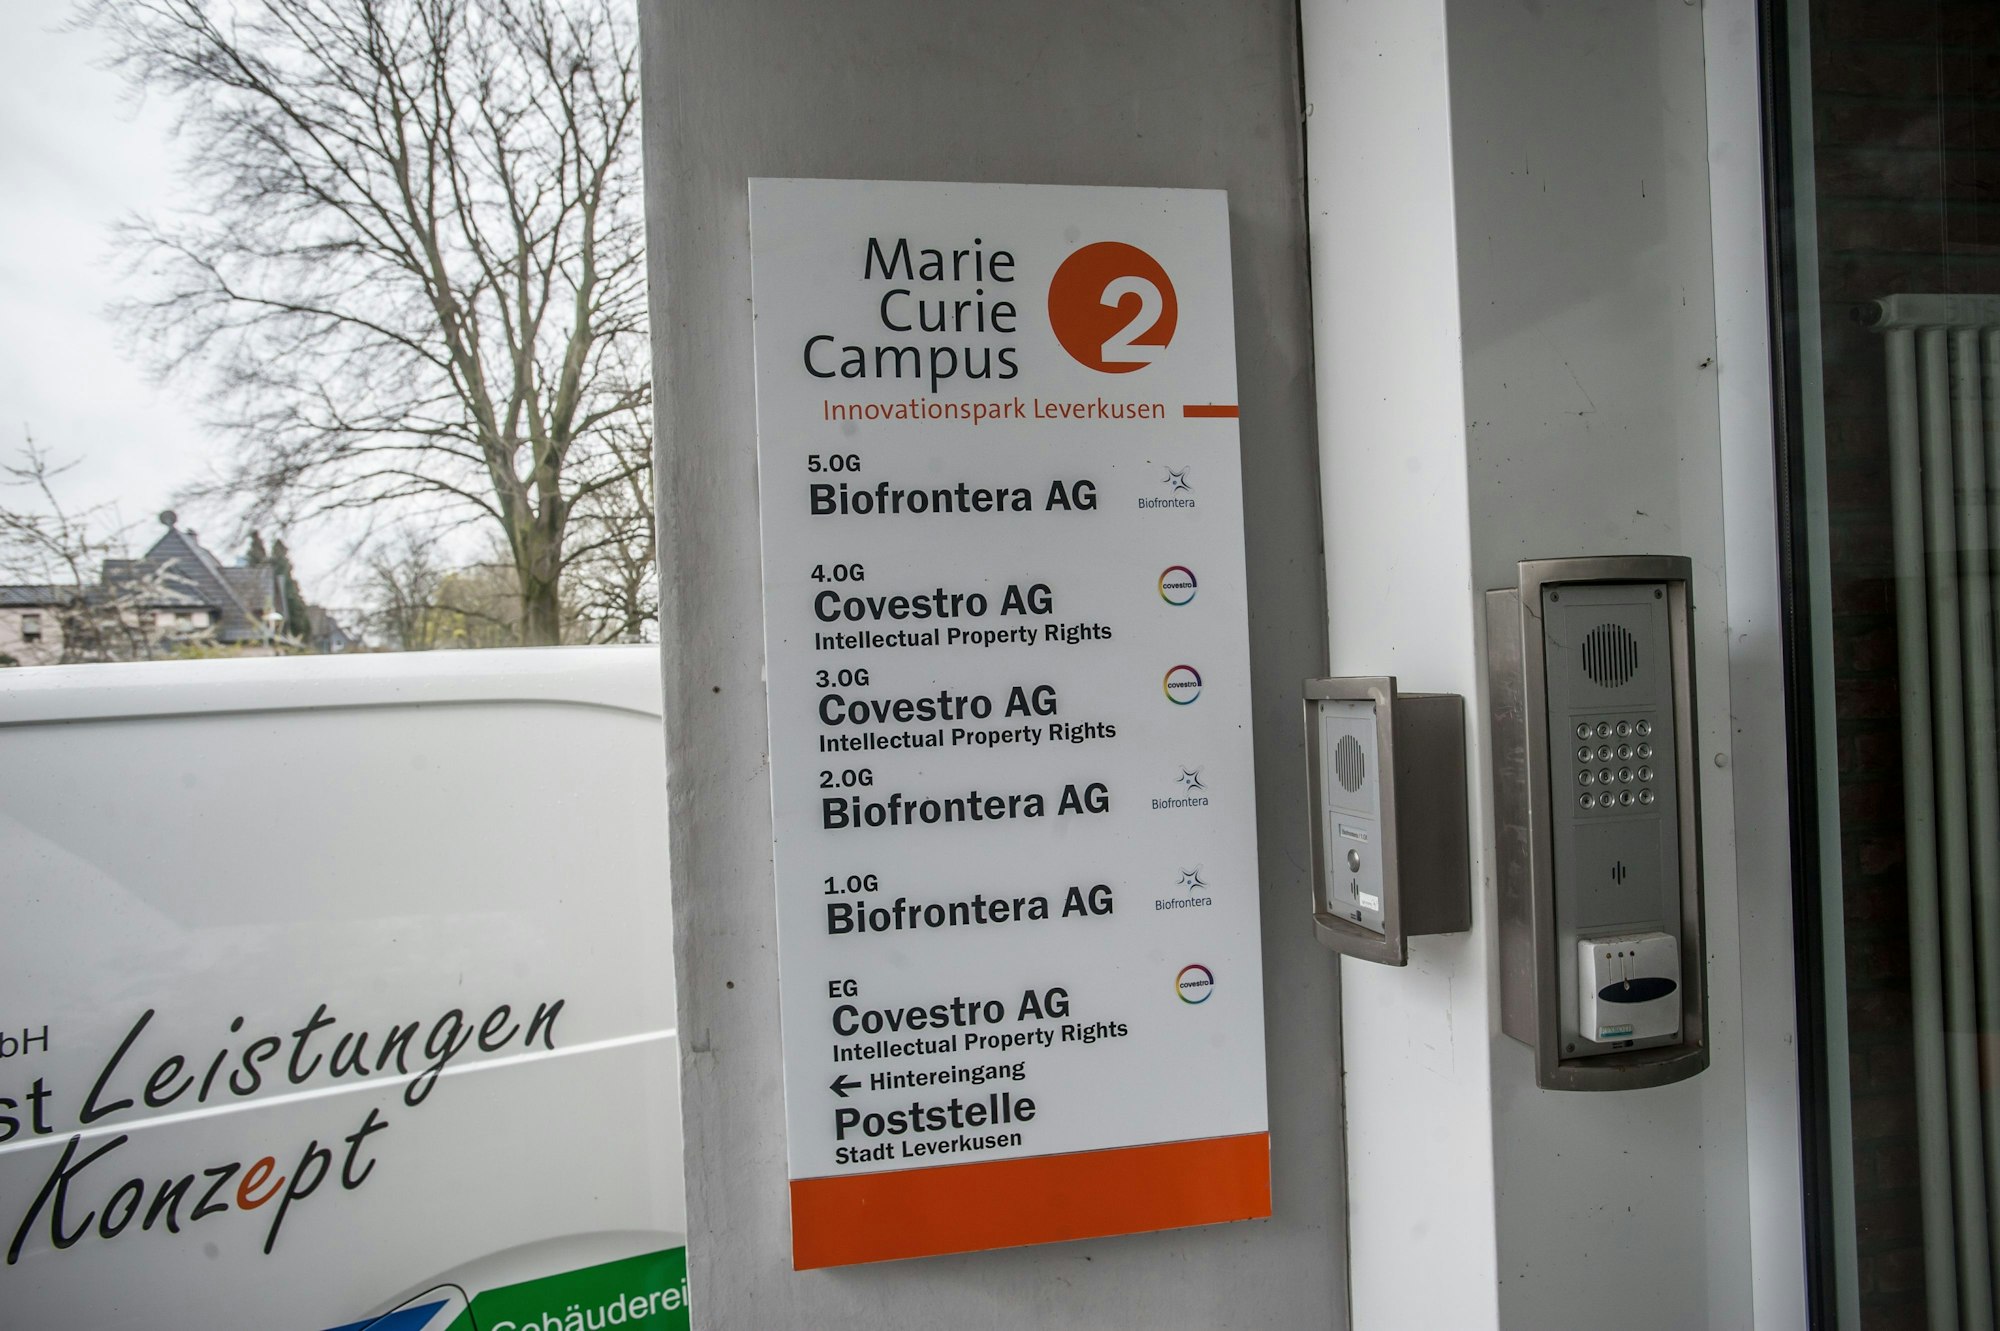 Marie
Curie
Campus
2
Innovationspark Leverkusen
5.OG
Biofrontera AG
Biofrontera
4.OG
Covestro AG
covestro
Intellectual Property Rights
3.OG
Covestro AG
covestro
Intellectual Property Rights
2.OG
Biofrontera AG
Biofrontera
1.OG
Biofrontera AG
Biofrontera
EG
Covestro AG
covestro
Intellectual Property Rights
← Hintereingang
Poststelle
Stadt Leverkusen
bH
st Leistungen
Konzept
Gebäuderei